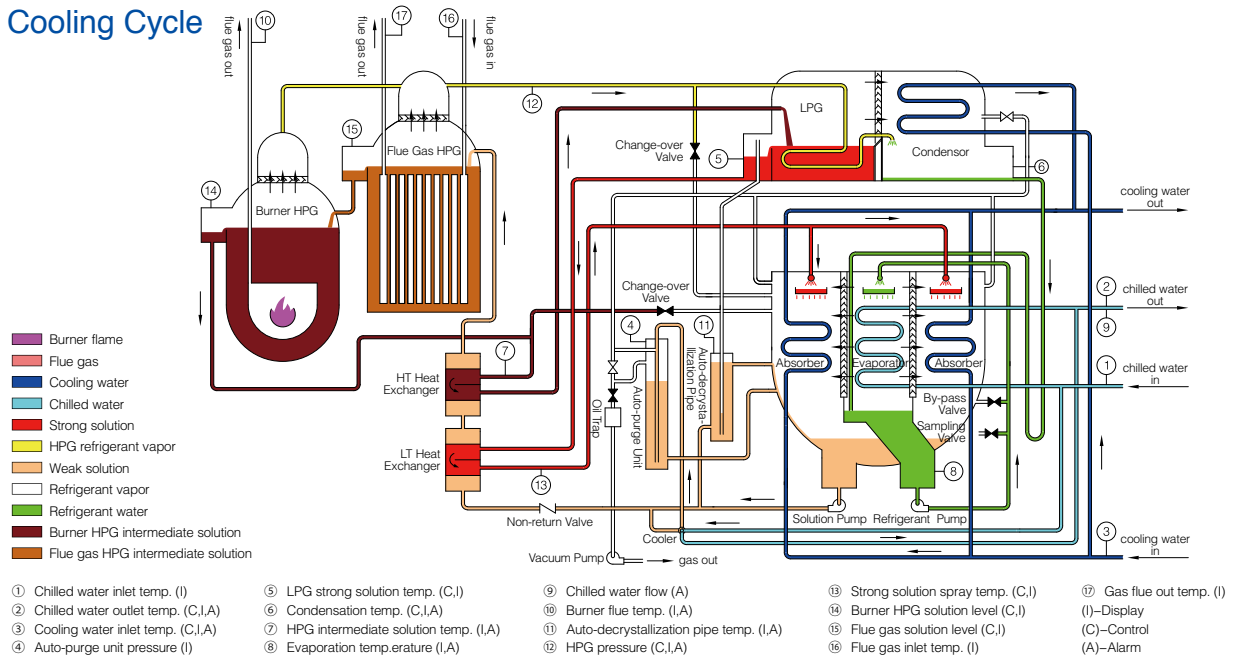 Cooling Cycle
⑩
flue gas out
⑰
flue gas out
⑯
flue gas in
⑫
⑮
Flue Gas HPG
⑭
Burner HPG
Change-over
Valve
⑤
LPG
Condensor
⑥
cooling water
out
Change-over
Valve
④
⑪
②
chilled water
out
⑨
①
chilled water
in
Absorber
Evaporator
Absorber
By-pass
Valve
Sampling
Valve
⑧
HT Heat
Exchanger
⑦
LT Heat
Exchanger
⑬
Oil Trap
Auto-purge Unit
Auto-decrysta-
llization Pipe
Non-return Valve
Solution Pump
Refrigerant Pump
Cooler
Vacuum Pump
gas out
③
cooling water
in
Burner flame
Flue gas
Cooling water
Chilled water
Strong solution
HPG refrigerant vapor
Weak solution
Refrigerant vapor
Refrigerant water
Burner HPG intermediate solution
Flue gas HPG intermediate solution
① Chilled water inlet temp. (I)
② Chilled water outlet temp. (C,I,A)
③ Cooling water inlet temp. (C,I,A)
④ Auto-purge unit pressure (I)
⑤ LPG strong solution temp. (C,I)
⑥ Condensation temp. (C,I,A)
⑦ HPG intermediate solution temp. (I,A)
⑧ Evaporation temp.erature (I,A)
⑨ Chilled water flow (A)
⑩ Burner flue temp. (I,A)
⑪ Auto-decrystallization pipe temp. (I,A)
⑫ HPG pressure (C,I,A)
⑬ Strong solution spray temp. (C,I)
⑭ Burner HPG solution level (C,I)
⑮ Flue gas solution level (C,I)
⑯ Flue gas inlet temp. (I)
⑰ Gas flue out temp. (I)
(I)–Display
(C)–Control
(A)–Alarm